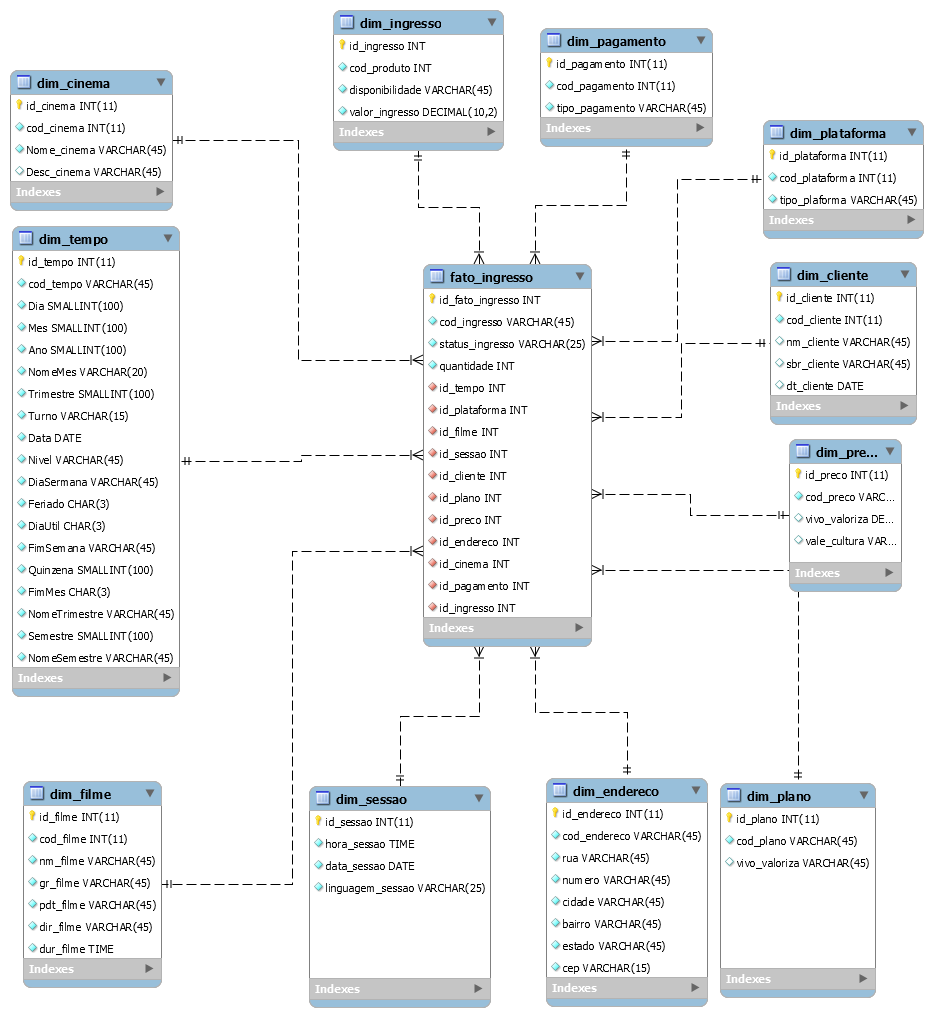 dim_ingresso
id_ingresso INT
cod_produto INT
disponibilidade VARCHAR(45)
valor_ingresso DECIMAL(10,2)
Indexes
dim_pagamento
id_pagamento INT(11)
cod_pagamento INT(11)
tipo_pagamento VARCHAR(45)
Indexes
dim_cinema
id_cinema INT(11)
cod_cinema INT(11)
Nome_cinema VARCHAR(45)
Desc_cinema VARCHAR(45)
Indexes
dim_plataforma
id_plataforma INT(11)
cod_plataforma INT(11)
tipo_plaforma VARCHAR(45)
Indexes
dim_tempo
id_tempo INT(11)
cod_tempo VARCHAR(45)
Dia SMALLINT(100)
Mes SMALLINT(100)
Ano SMALLINT(100)
NomeMes VARCHAR(20)
Trimestre SMALLINT(100)
Turno VARCHAR(15)
Data DATE
Nivel VARCHAR(45)
DiaSermana VARCHAR(45)
Feriado CHAR(3)
DiaUtil CHAR(3)
FimSemana VARCHAR(45)
Quinzena SMALLINT(100)
FimMes CHAR(3)
NomeTrimestre VARCHAR(45)
Semestre SMALLINT(100)
NomeSemestre VARCHAR(45)
Indexes
fato_ingresso
id_fato_ingresso INT
cod_ingresso VARCHAR(45)
status_ingresso VARCHAR(25)
quantidade INT
id_tempo INT
id_plataforma INT
id_filme INT
id_sessao INT
id_cliente INT
id_plano INT
id_preco INT
id_endereco INT
id_cinema INT
id_pagamento INT
id_ingresso INT
Indexes
dim_cliente
id_cliente INT(11)
cod_cliente INT(11)
nm_cliente VARCHAR(45)
sbr_cliente VARCHAR(45)
dt_cliente DATE
Indexes
dim_pre...
id_preco INT(11)
cod_preco VARC...
vivo_valoriza DE...
vale_cultura VAR...
Indexes
dim_filme
id_filme INT(11)
cod_filme INT(11)
nm_filme VARCHAR(45)
gr_filme VARCHAR(45)
pdt_filme VARCHAR(45)
dir_filme VARCHAR(45)
dur_filme TIME
Indexes
dim_sessao
id_sessao INT(11)
hora_sessao TIME
data_sessao DATE
linguagem_sessao VARCHAR(25)
Indexes
dim_endereco
id_endereco INT(11)
cod_endereco VARCHAR(45)
rua VARCHAR(45)
numero VARCHAR(45)
cidade VARCHAR(45)
bairro VARCHAR(45)
estado VARCHAR(45)
cep VARCHAR(15)
Indexes
dim_plano
id_plano INT(11)
cod_plano VARCHAR(45)
vivo_valoriza VARCHAR(45)
Indexes